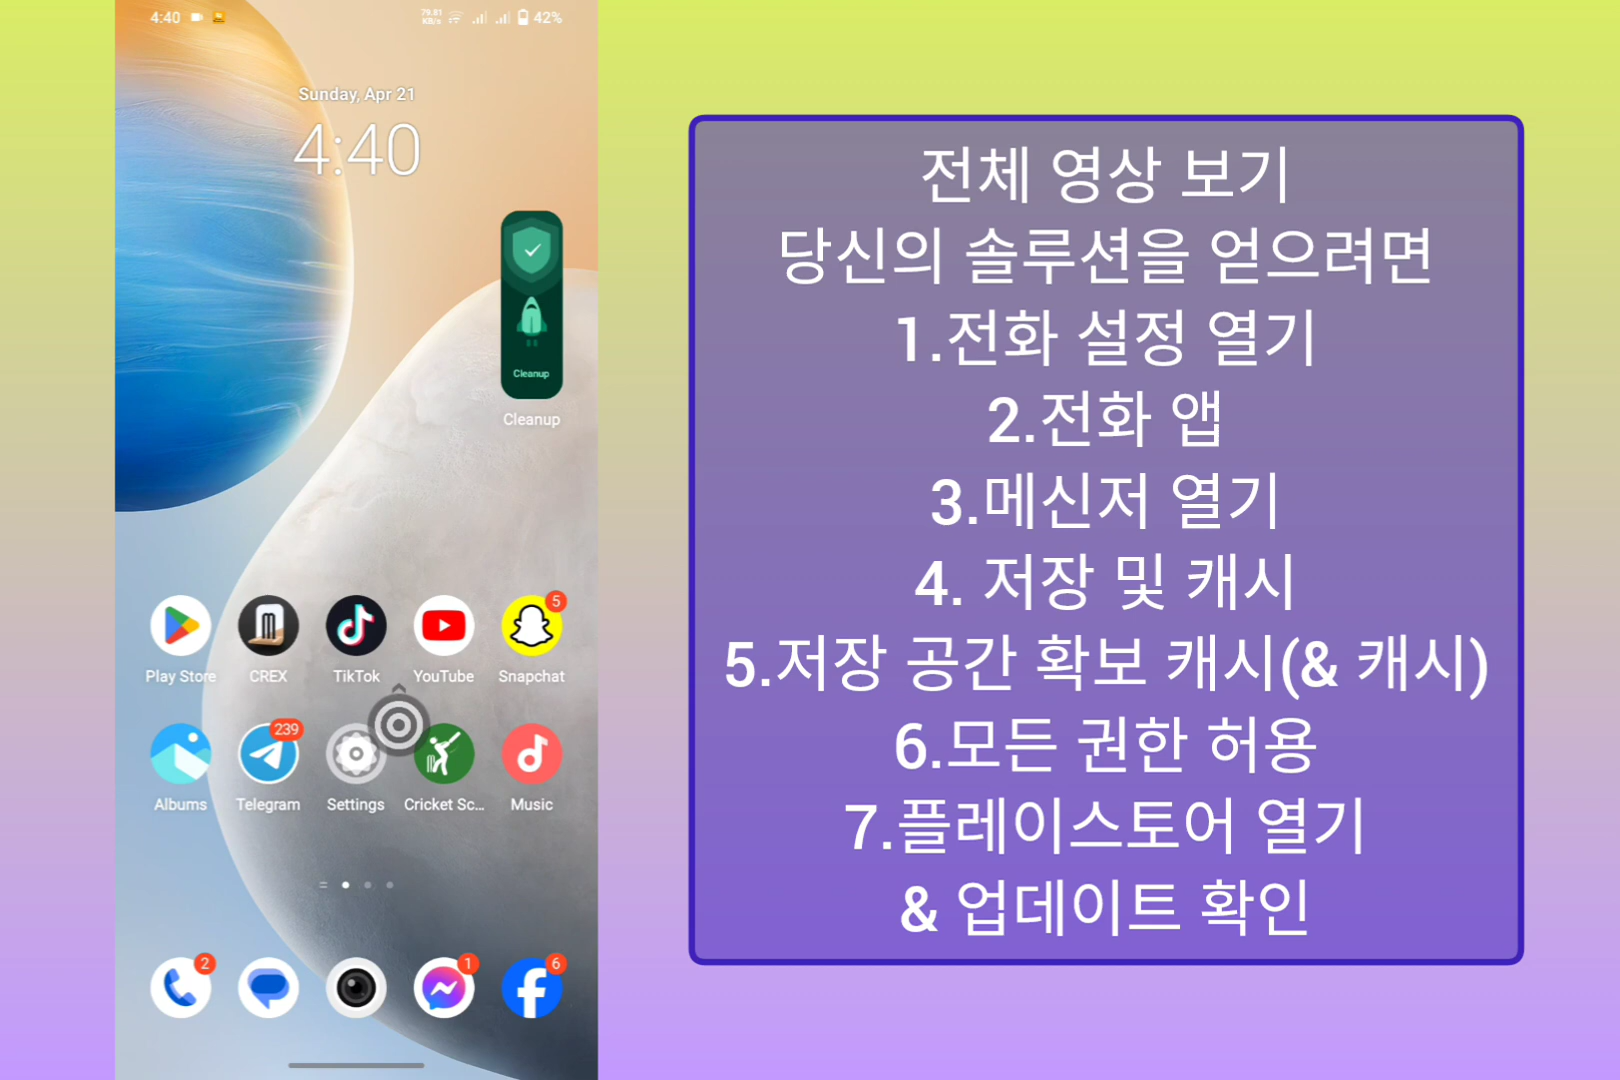 4:40
79.81
KB/s
42%
Sunday, Apr 21
4:40
Cleanup
Cleanup
5
Play Store
CREX
TikTok
YouTube
Snapchat
239
Albums
Telegram
Settings
Cricket Sc...
Music
2
1
6
전체 영상 보기
당신의 솔루션을 얻으려면
1.전화 설정 열기
2.전화 앱
3.메신저 열기
4. 저장 및 캐시
5.저장 공간 확보 캐시(& 캐시)
6.모든 권한 허용
7.플레이스토어 열기
& 업데이트 확인